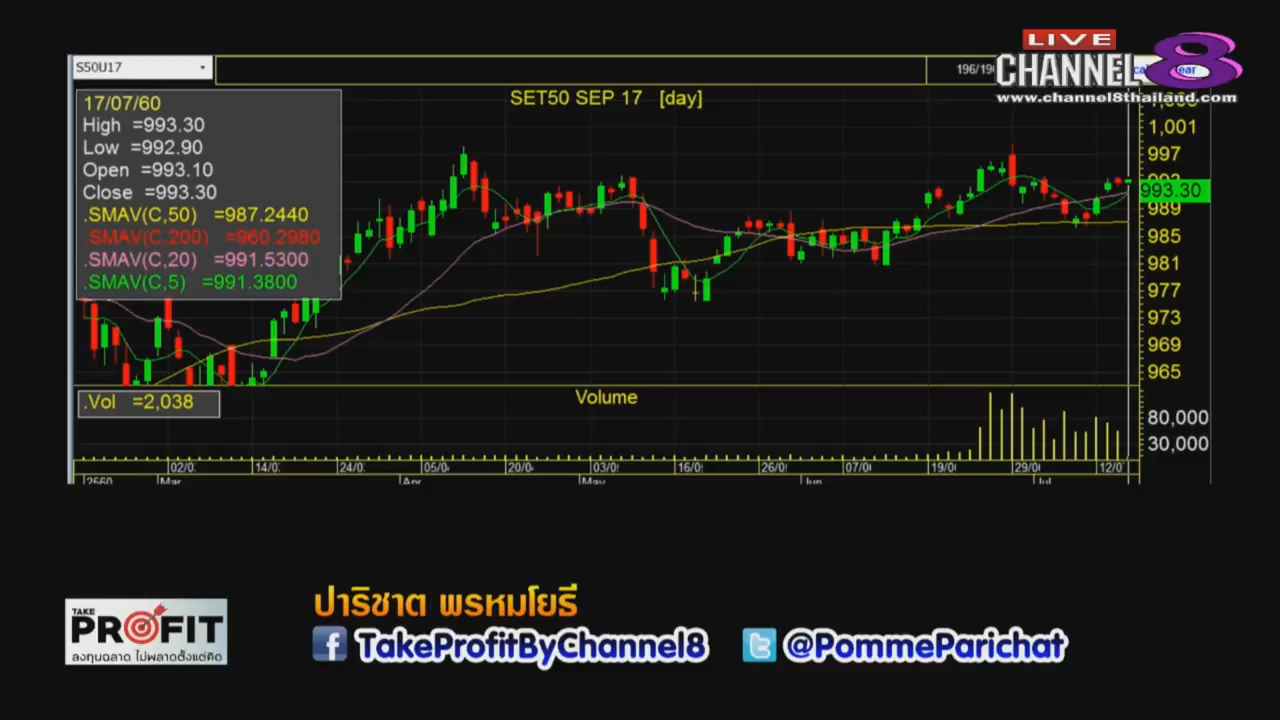 LIVE
CHANNEL 8
www.channel8thailand.com
S50U17
SET50 SEP 17 [day]
17/07/60
High =993.30
Low =992.90
Open =993.10
Close =993.30
.SMAV(C,50) =987.2440
.SMAV(C,200) =960.2980
.SMAV(C,20) =991.5300
.SMAV(C,5) =991.3800
1,001
997
993.30
989
985
981
977
973
969
965
.Vol =2,038
Volume
80,000
30,000
02/0 14/0 24/0 05/0 20/0 03/0 16/0 26/0 07/0 19/0 29/0 12/0
2560 Mar Apr May Jun Jul
TAKE
PROFIT
ลงทุนฉลาด ไม่พลาดตั้งแต่คิด
ปาริชาต พรหมโยธี
TakeProfitByChannel8 @PommeParichat